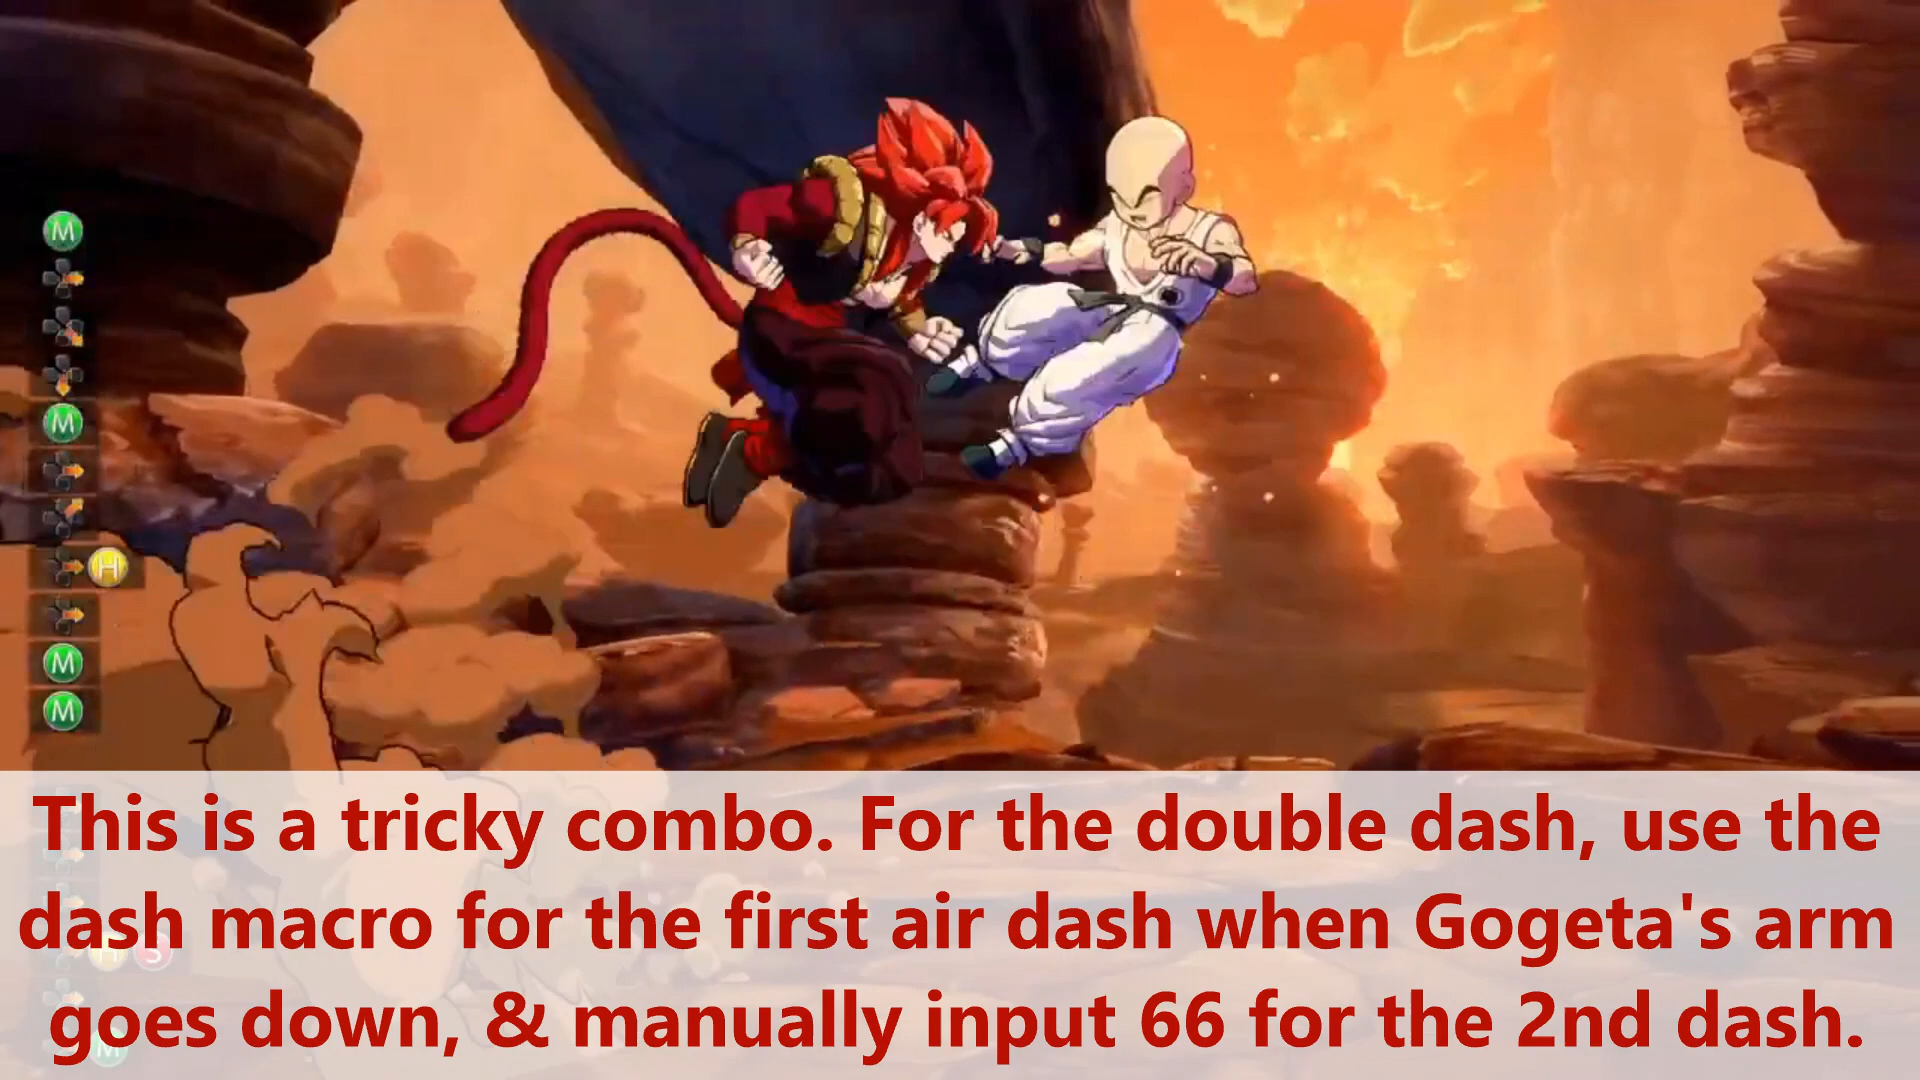 M
M
H
M
M
This is a tricky combo. For the double dash, use the
dash macro for the first air dash when Gogeta's arm
goes down, & manually input 66 for the 2nd dash.
H S
M